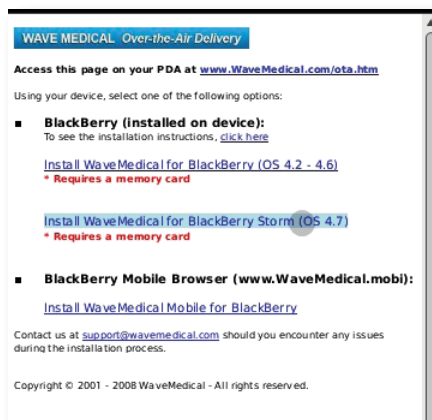 WAVE MEDICAL Over-the-Air Delivery
Access this page on your PDA at www.WaveMedical.com/ota.htm
Using your device, select one of the following options:
▪ BlackBerry (installed on device):
To see the installation instructions, click here
Install WaveMedical for BlackBerry (OS 4.2 - 4.6)
* Requires a memory card
Install WaveMedical for BlackBerry Storm (OS 4.7)
* Requires a memory card
▪ BlackBerry Mobile Browser (www.WaveMedical.mobi):
Install WaveMedical Mobile for BlackBerry
Contact us at support@wavemedical.com should you encounter any issues
during the installation process.
Copyright © 2001 - 2008 WaveMedical - All rights reserved.